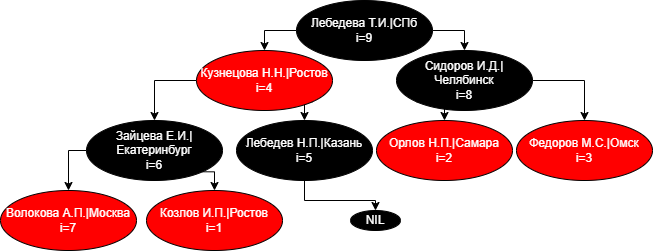 Лебедева Т.И.|СПб
i=9
Кузнецова Н.Н.|Ростов
i=4
Сидоров И.Д.|
Челябинск
i=8
Зайцева Е.И.|
Екатеринбург
i=6
Лебедев Н.П.|Казань
i=5
Орлов Н.П.|Самара
i=2
Федоров М.С.|Омск
i=3
Волокова А.П.|Москва
i=7
Козлов И.П.|Ростов
i=1
NIL